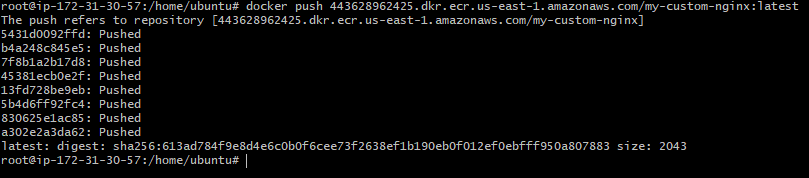 root@ip-172-31-30-57:/home/ubuntu# docker push 443628962425.dkr.ecr.us-east-1.amazonaws.com/my-custom-nginx:latest
The push refers to repository [443628962425.dkr.ecr.us-east-1.amazonaws.com/my-custom-nginx]
5431d0092ffd: Pushed
b4a248c845e5: Pushed
7f8b1a2b17d8: Pushed
45381ecb0e2f: Pushed
13fd728be9eb: Pushed
5b4d6ff92fc4: Pushed
830625e1ac85: Pushed
a302e2a3da62: Pushed
latest: digest: sha256:613ad784f9e8d4e6c0b0f6cee73f2638ef1b190eb0f012ef0ebfff950a807883 size: 2043
root@ip-172-31-30-57:/home/ubuntu#